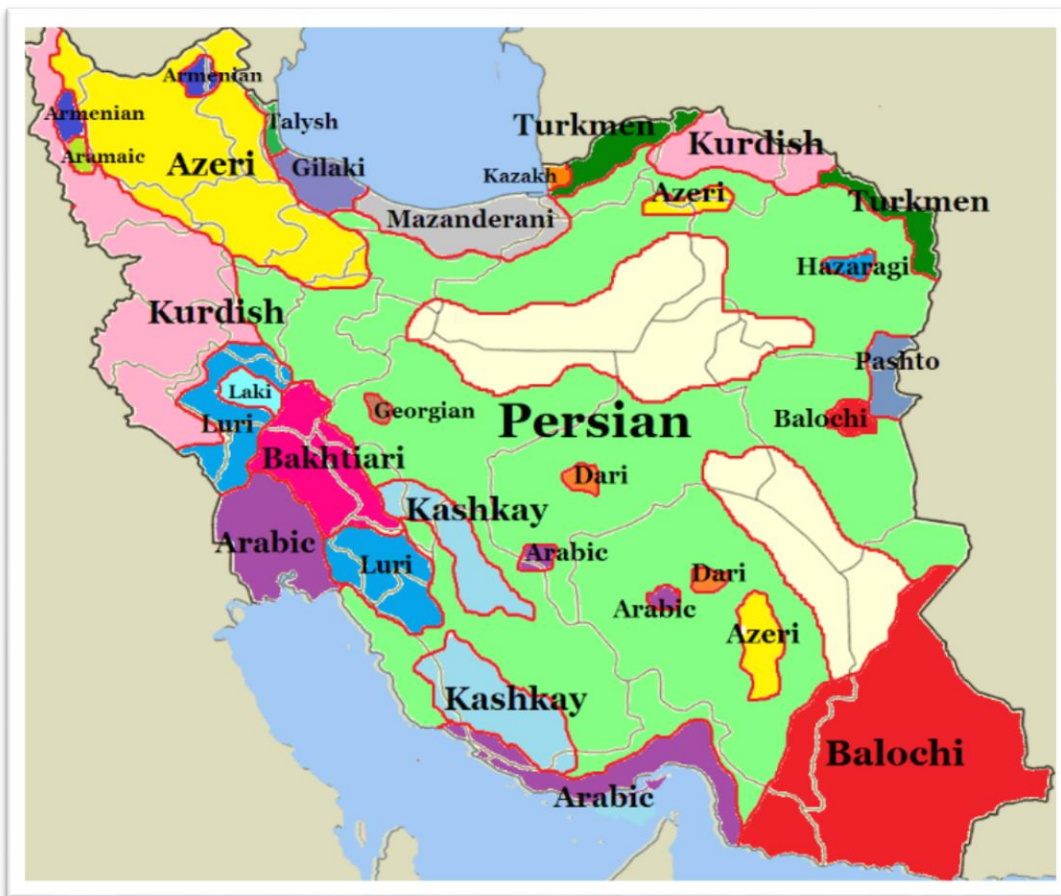 Armenian
Armenian
Talysh
Turkmen
Kurdish
Aramaic
Azeri
Gilaki
Kazakh
Azeri
Turkmen
Mazanderani
Hazaragi
Kurdish
Pashto
Laki
Georgian
Persian
Balochi
Luri
Bakhtiari
Dari
Kashkay
Arabic
Arabic
Luri
Dari
Arabic
Azeri
Kashkay
Balochi
Arabic